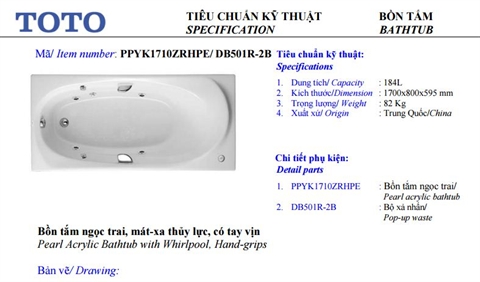 TOTO
TIÊU CHUẨN KỸ THUẬT
SPECIFICATION
BỒN TẮM
BATHTUB
Mã/ Item number: PPYK1710ZRHPE/ DB501R-2B
Tiêu chuẩn kỹ thuật:
Specifications
1. Dung tích/ Capacity : 184L
2. Kích thước/Dimension : 1700x800x595 mm
3. Trọng lượng/ Weight : 82 Kg
4. Xuất xứ/ Origin : Trung Quốc/China
Chi tiết phụ kiện:
Detail parts
1. PPYK1710ZRHPE : Bồn tắm ngọc trai/
Pearl acrylic bathtub
2. DB501R-2B : Bộ xả nhấn/
Pop-up waste
Bồn tắm ngọc trai, mát-xa thủy lực, có tay vịn
Pearl Acrylic Bathtub with Whirlpool, Hand-grips
Bản vẽ/ Drawing: